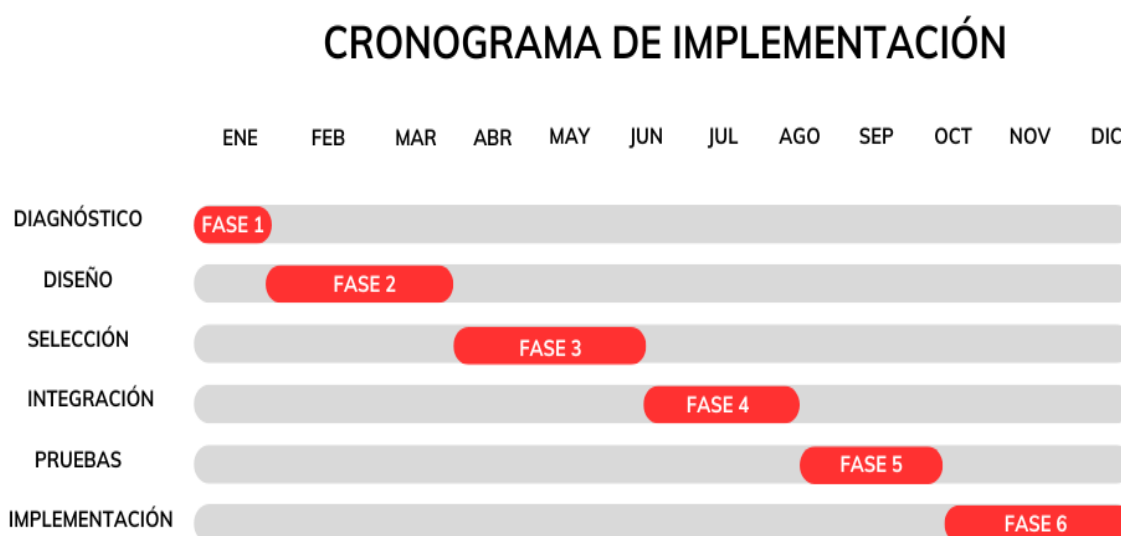 CRONOGRAMA DE IMPLEMENTACIÓN
ENE FEB MAR ABR MAY JUN JUL AGO SEP OCT NOV DIC
DIAGNÓSTICO FASE 1
DISEÑO FASE 2
SELECCIÓN FASE 3
INTEGRACIÓN FASE 4
PRUEBAS FASE 5
IMPLEMENTACIÓN FASE 6